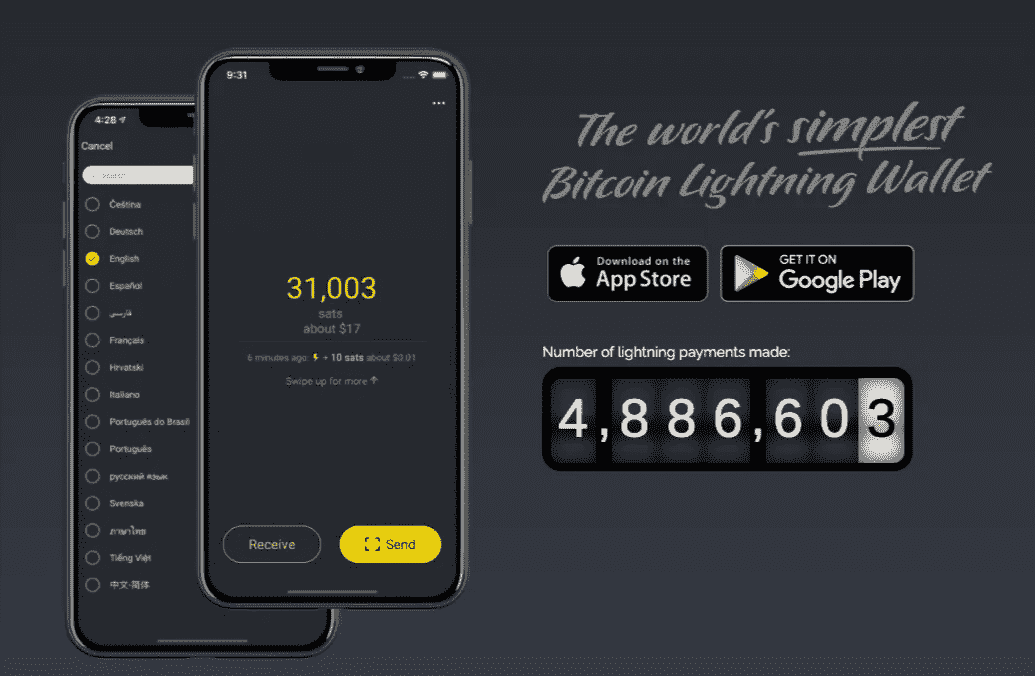 4:28
Cancel
Search
Čeština
Deutsch
English
Español
فارسی
Français
Hrvatski
Italiano
Português do Brasil
Português
русский язык
Svenska
ภาษาไทย
Tiếng Việt
中文-简体
9:31
31,003
sats
about $17
6 minutes ago: + 10 sats about $0.01
Swipe up for more ↑
Receive
Send
The world's simplest
Bitcoin Lightning Wallet
Download on the
App Store
GET IT ON
Google Play
Number of lightning payments made:
4,886,603